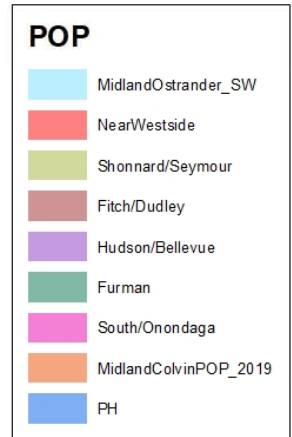 POP
MidlandOstrander_SW
NearWestside
Shonnard/Seymour
Fitch/Dudley
Hudson/Bellevue
Furman
South/Onondaga
MidlandColvinPOP_2019
PH